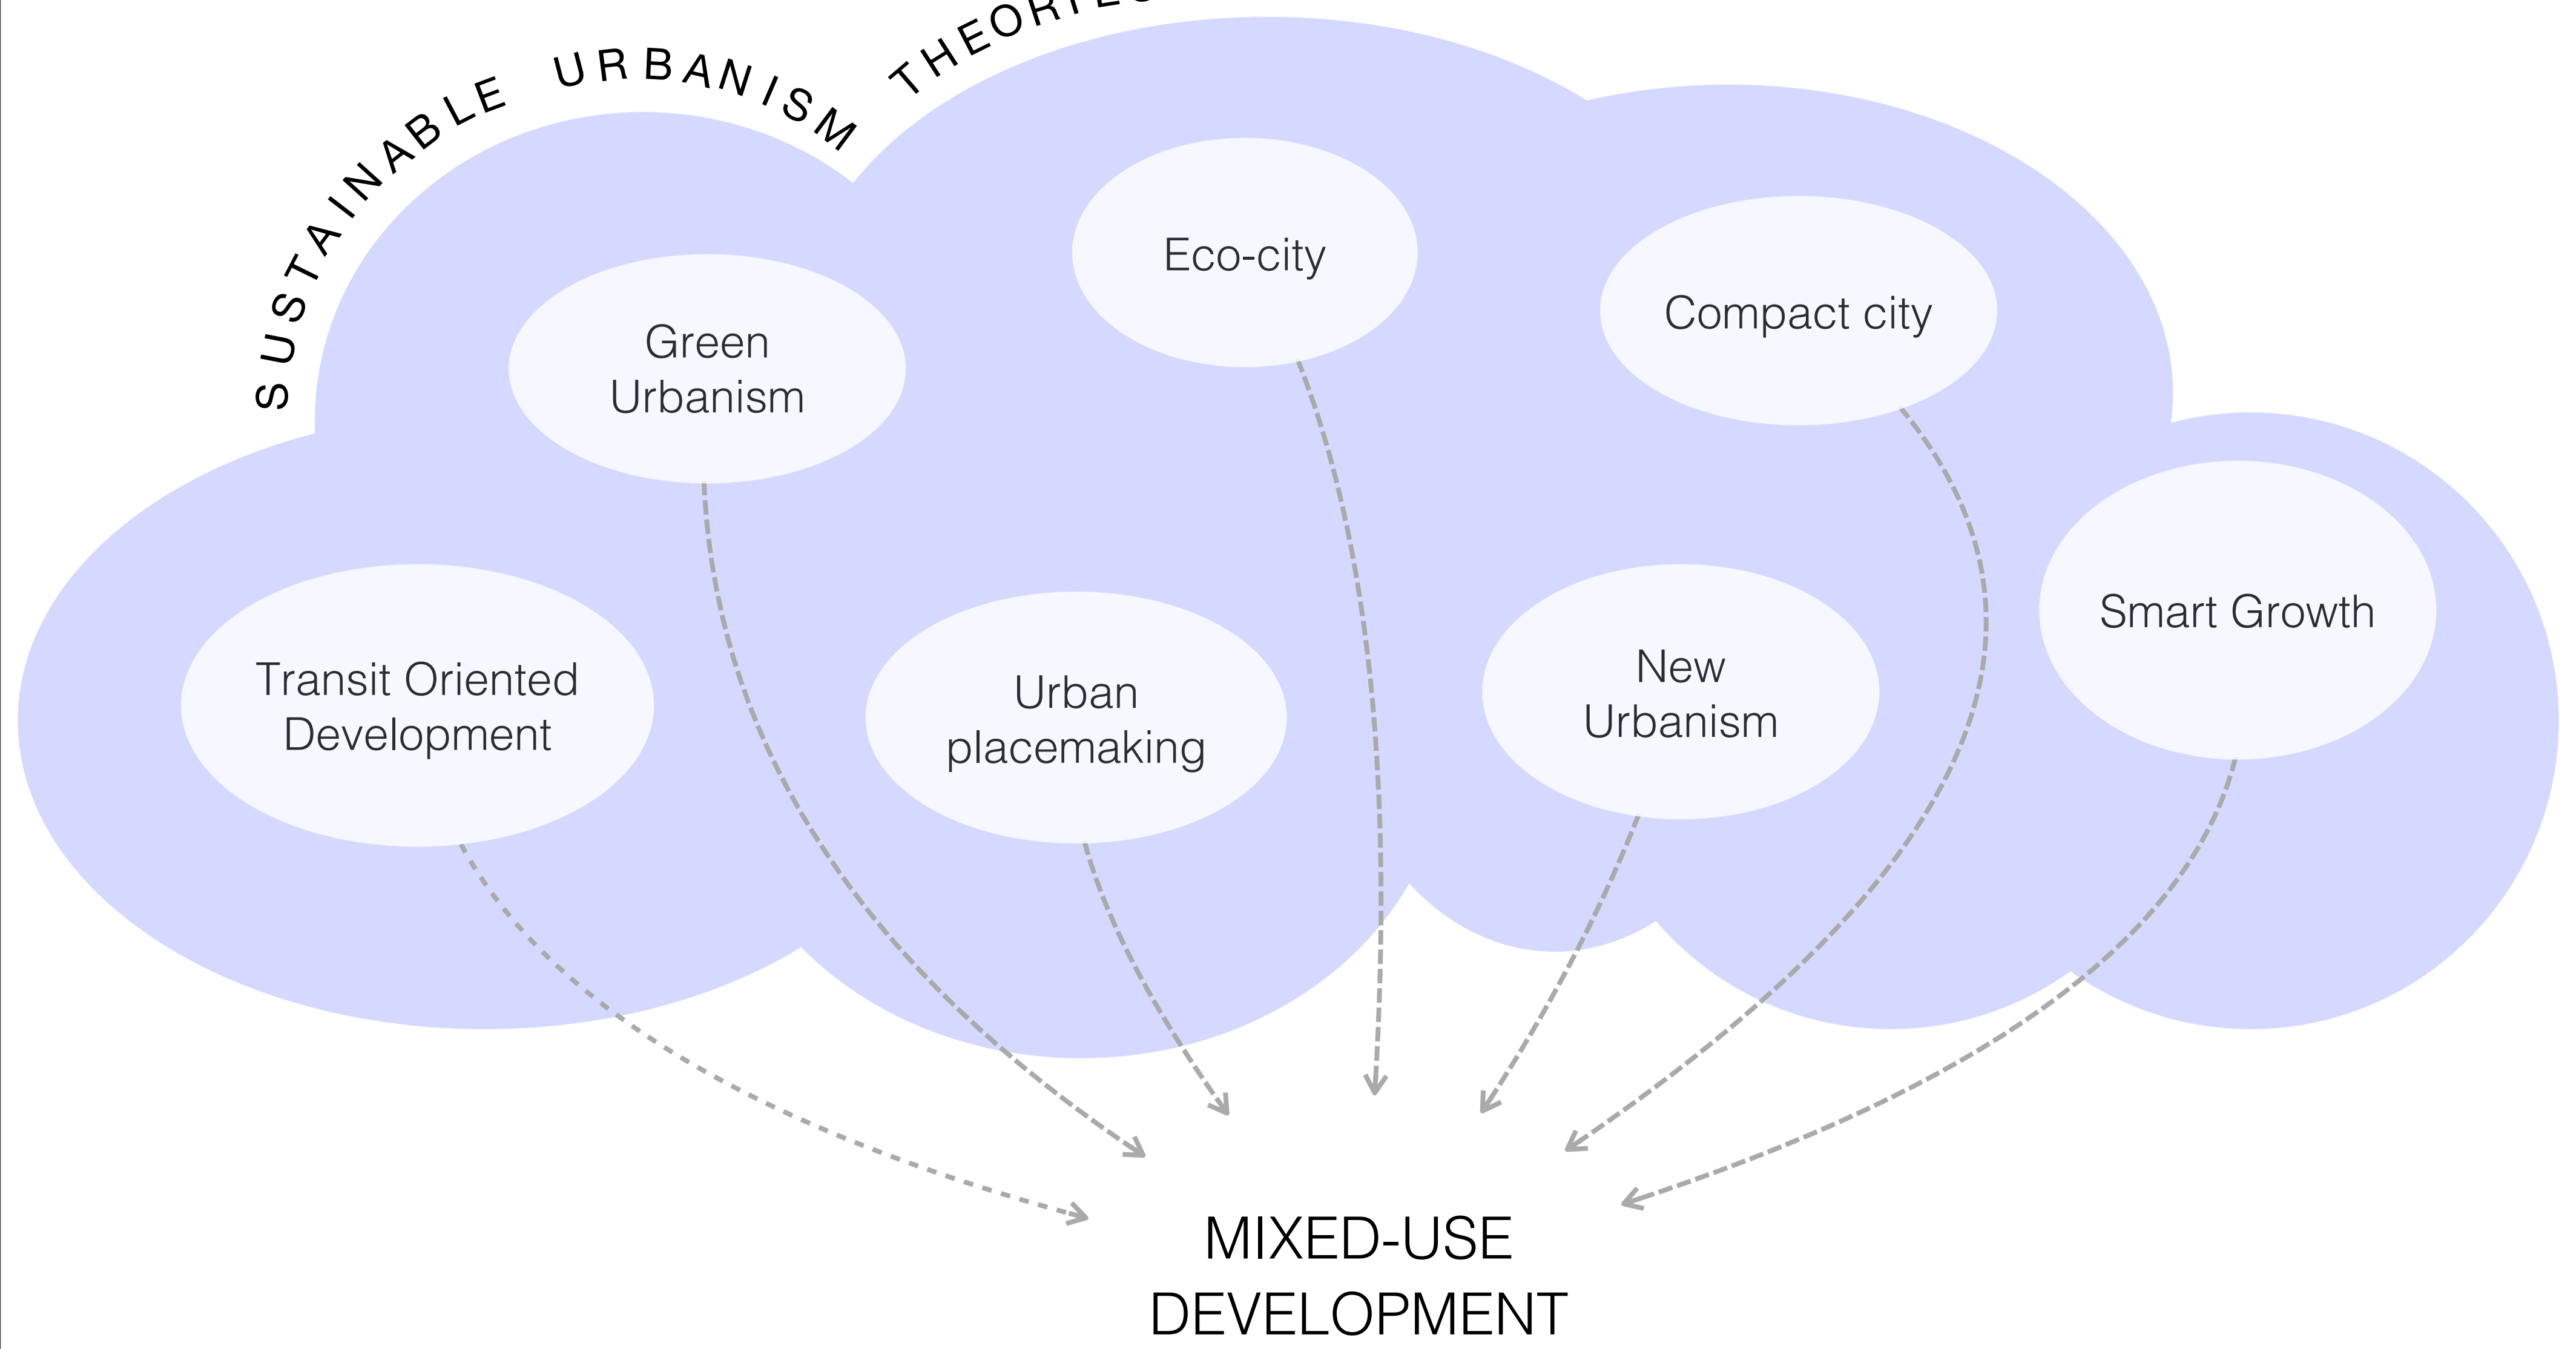 SUSTAINABLE URBANISM THEORIES
Eco-city
Compact city
Green
Urbanism
Smart Growth
Transit Oriented
Development
Urban
placemaking
New
Urbanism
MIXED-USE
DEVELOPMENT